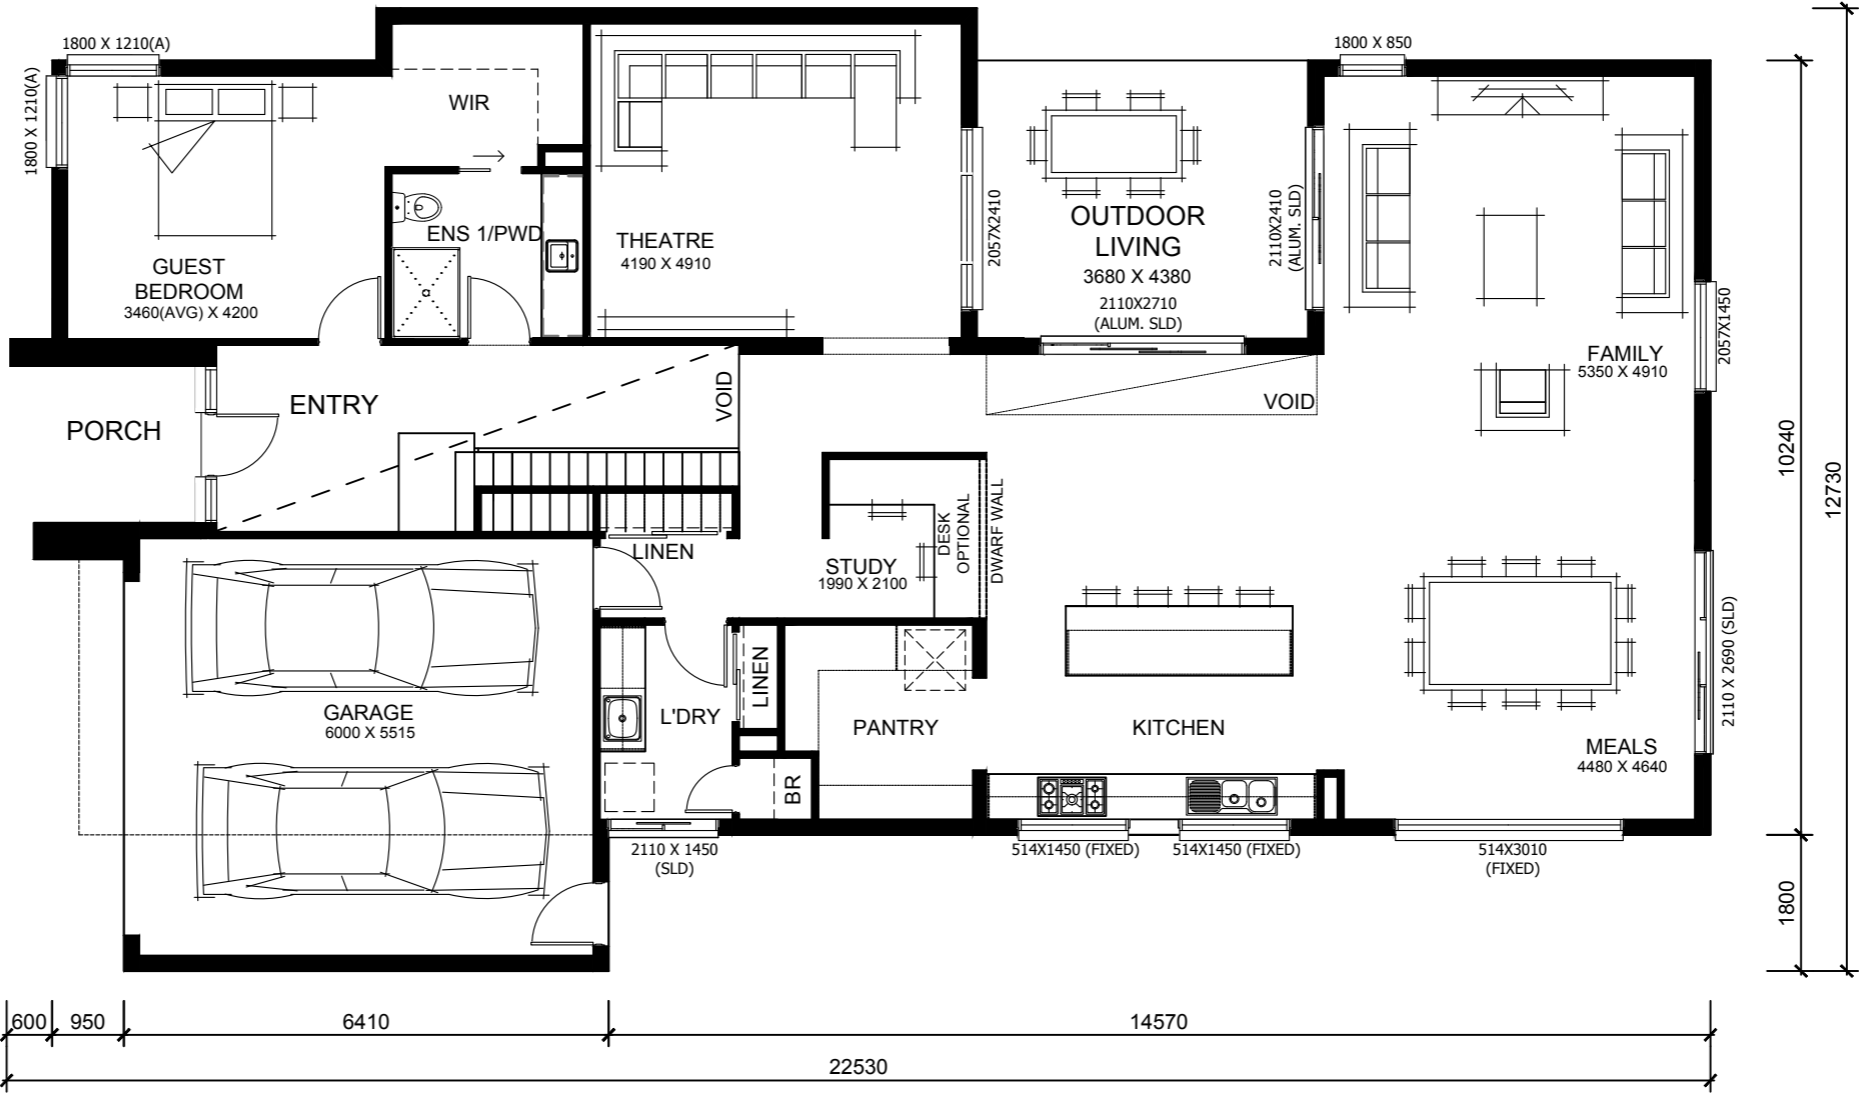 1800 X 1210(A)
1800 X 1210(A)
WIR
ENS 1/PWD
GUEST
BEDROOM
3460(AVG) X 4200
THEATRE
4190 X 4910
2057X2410
OUTDOOR
LIVING
3680 X 4380
2110X2710
(ALUM. SLD)
2110X2410
(ALUM. SLD)
1800 X 850
FAMILY
5350 X 4910
2057X1450
PORCH
ENTRY
VOID
VOID
LINEN
STUDY
1990 X 2100
DESK
OPTIONAL
DWARF WALL
GARAGE
6000 X 5515
L'DRY
LINEN
BR
PANTRY
KITCHEN
MEALS
4480 X 4640
2110 X 2690 (SLD)
2110 X 1450
(SLD)
514X1450 (FIXED)
514X1450 (FIXED)
514X3010
(FIXED)
10240
12730
1800
600
950
6410
14570
22530